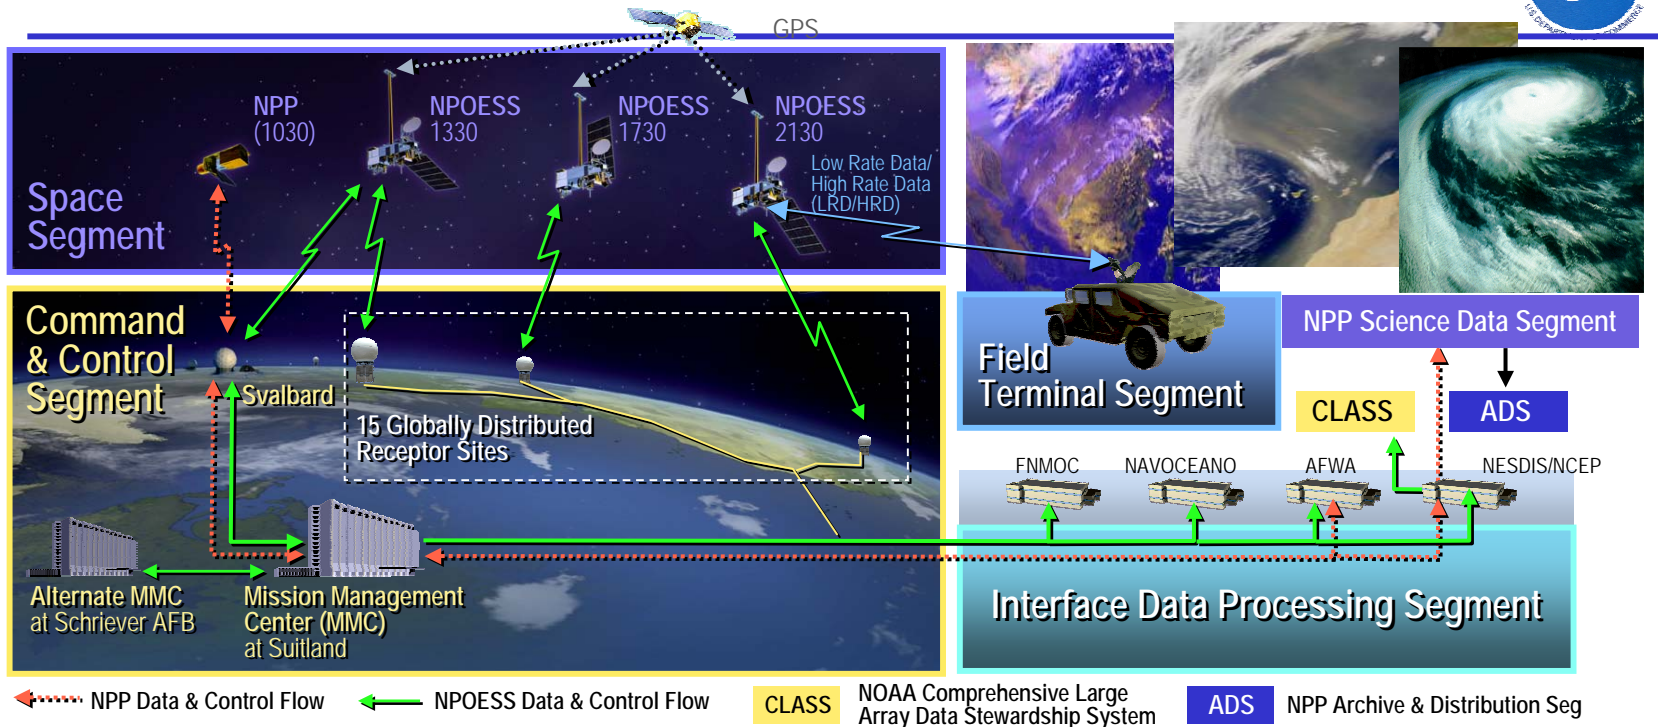 GPS
U.S. DEPARTMENT OF COMMERCE
NPP
(1030)
NPOESS
1330
NPOESS
1730
NPOESS
2130
Low Rate Data/
High Rate Data
(LRD/HRD)
Space
Segment
Command
& Control
Segment
Svalbard
15 Globally Distributed
Receptor Sites
Field
Terminal Segment
NPP Science Data Segment
CLASS
ADS
FNMOC
NAVOCEANO
AFWA
NESDIS/NCEP
Interface Data Processing Segment
Alternate MMC
at Schriever AFB
Mission Management
Center (MMC)
at Suitland
NPP Data & Control Flow
NPOESS Data & Control Flow
CLASS
NOAA Comprehensive Large
Array Data Stewardship System
ADS
NPP Archive & Distribution Seg